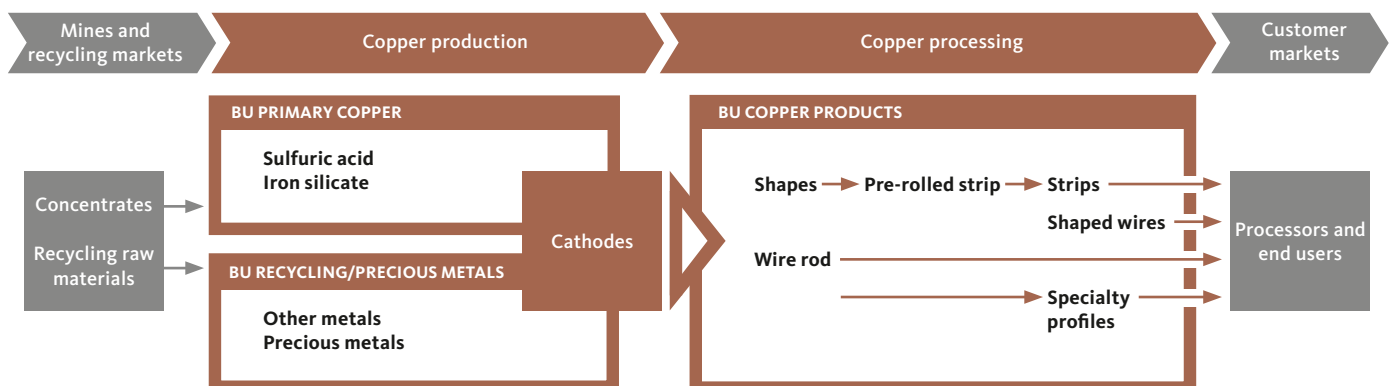 Mines and
recycling markets
Copper production
Copper processing
Customer
markets
BU PRIMARY COPPER
Sulfuric acid
Iron silicate
Concentrates
Recycling raw
materials
BU RECYCLING/PRECIOUS METALS
Other metals
Precious metals
Cathodes
BU COPPER PRODUCTS
Shapes
Pre-rolled strip
Strips
Shaped wires
Wire rod
Specialty
profiles
Processors and
end users